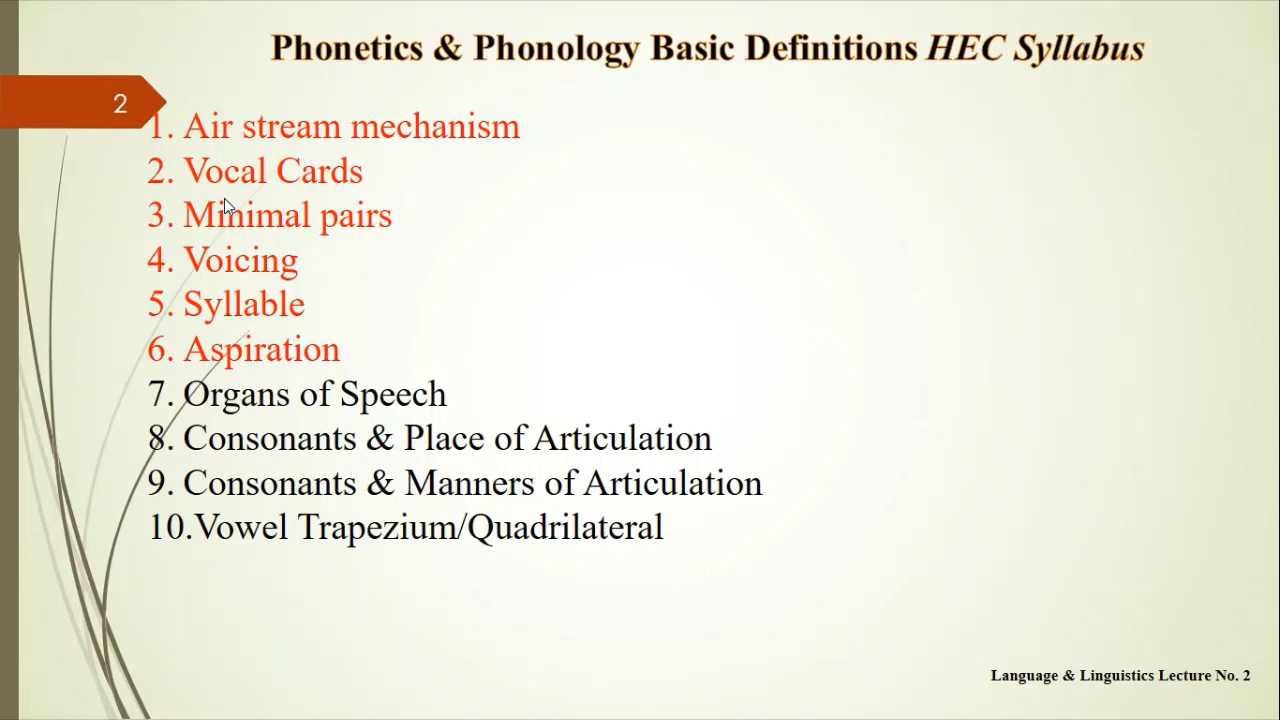 Phonetics & Phonology Basic Definitions HEC Syllabus
2
1. Air stream mechanism
2. Vocal Cards
3. Minimal pairs
4. Voicing
5. Syllable
6. Aspiration
7. Organs of Speech
8. Consonants & Place of Articulation
9. Consonants & Manners of Articulation
10.Vowel Trapezium/Quadrilateral
Language & Linguistics Lecture No. 2